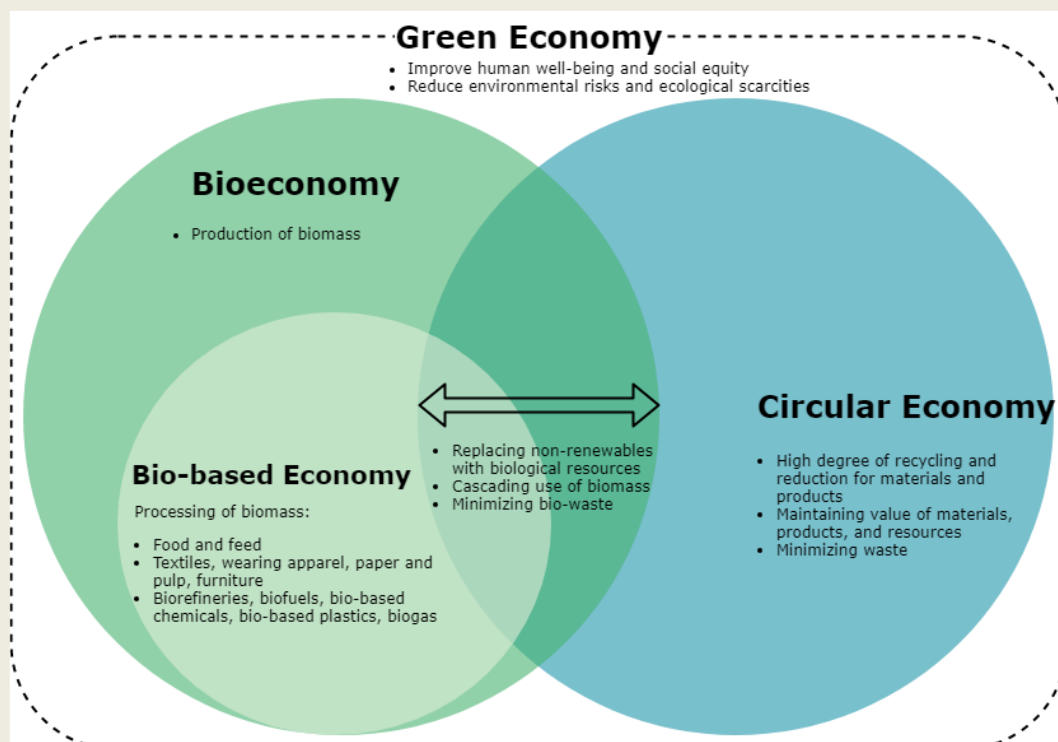 Green Economy
• Improve human well-being and social equity
• Reduce environmental risks and ecological scarcities
Bioeconomy
• Production of biomass
Bio-based Economy
Processing of biomass:
• Food and feed
• Textiles, wearing apparel, paper and
pulp, furniture
• Biorefineries, biofuels, bio-based
chemicals, bio-based plastics, biogas
• Replacing non-renewables
with biological resources
• Cascading use of biomass
• Minimizing bio-waste
Circular Economy
• High degree of recycling and
reduction for materials and
products
• Maintaining value of materials,
products, and resources
• Minimizing waste